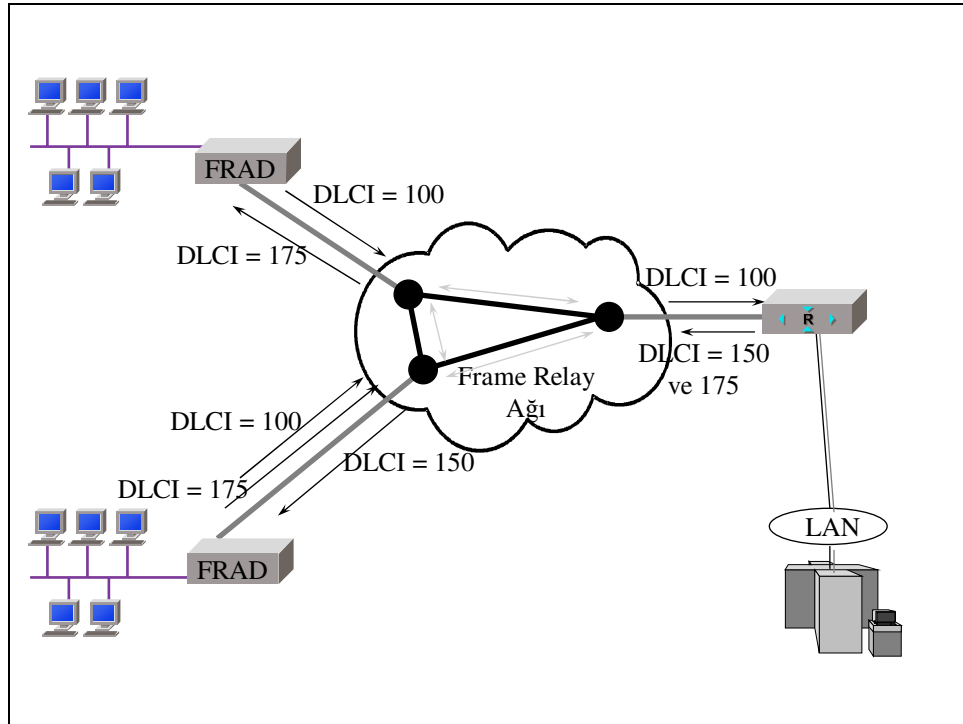 FRAD
DLCI = 100
DLCI = 175
DLCI = 100
R
DLCI = 150
ve 175
Frame Relay
Ağı
DLCI = 100
DLCI = 150
DLCI = 175
LAN
FRAD